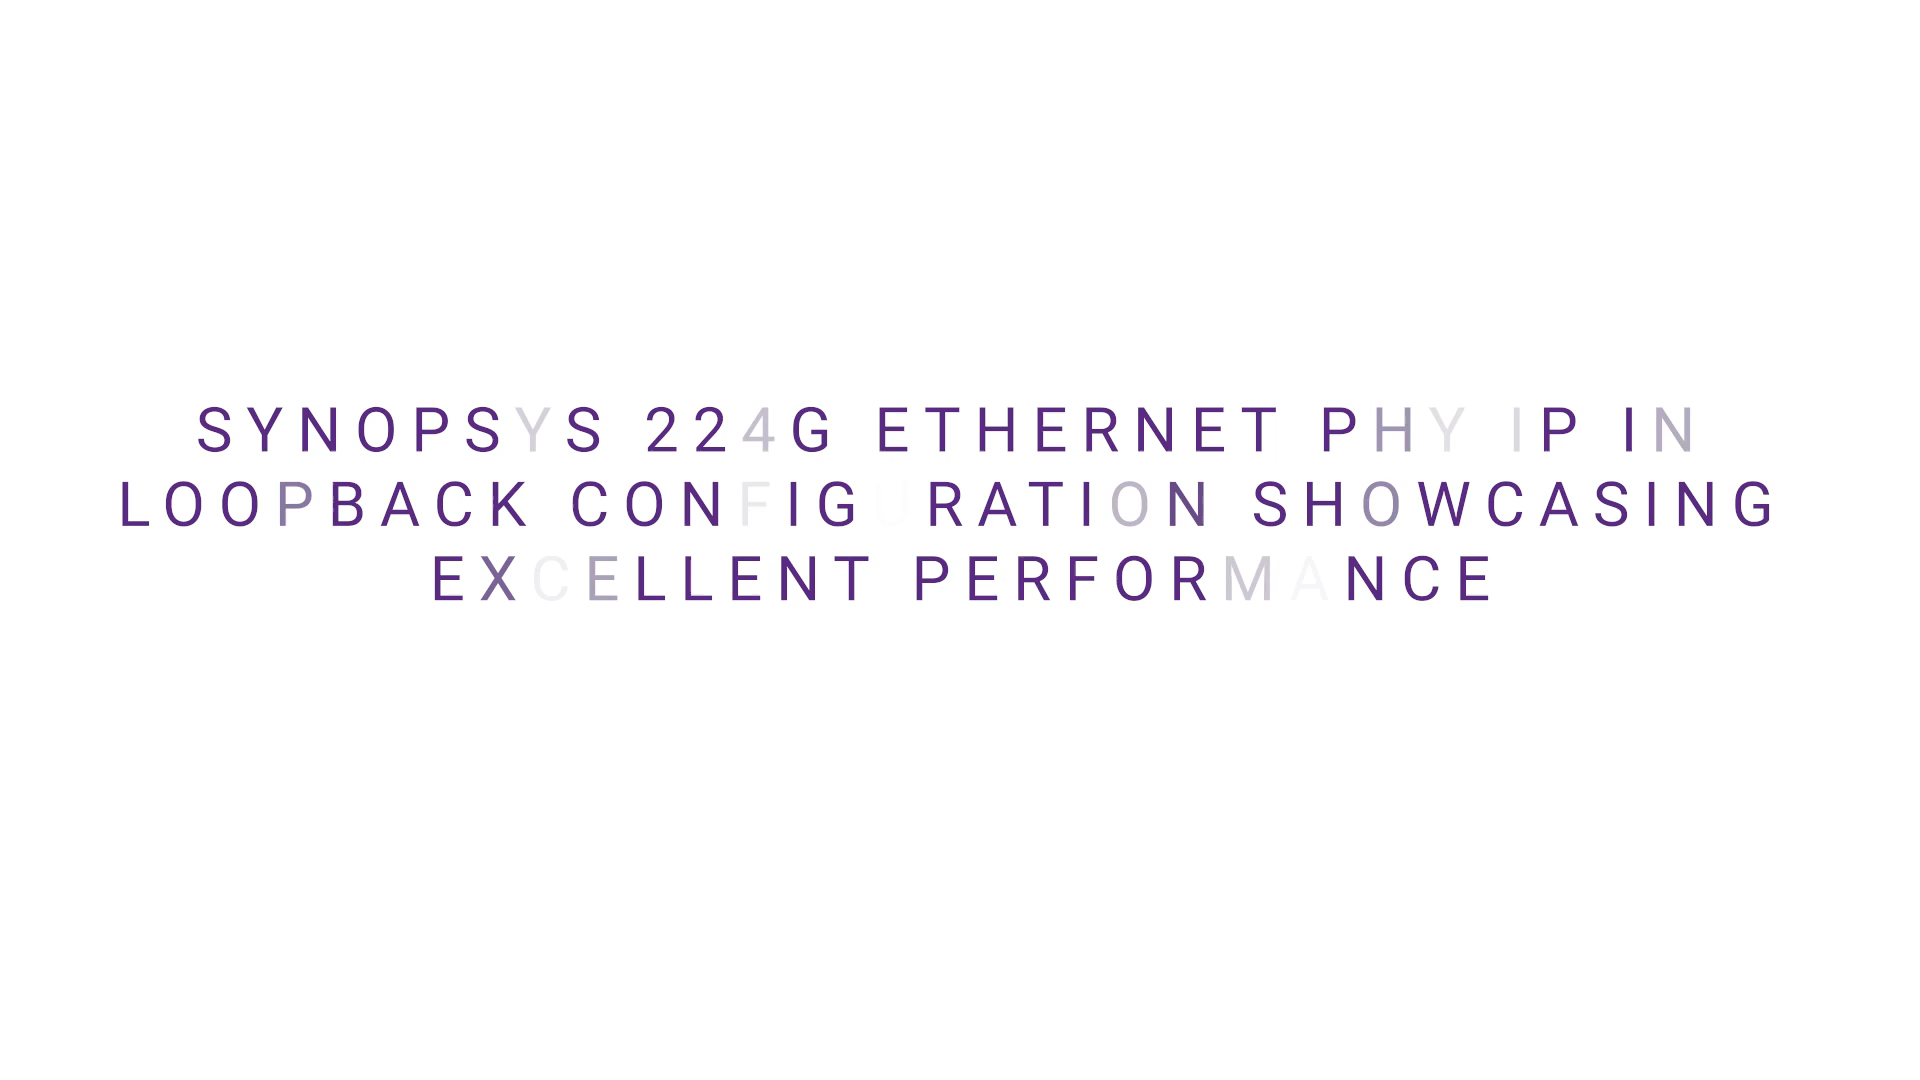 SYNOPSYS 224G ETHERNET PHY IP IN
LOOPBACK CONFIGURATION SHOWCASING
EXCELLENT PERFORMANCE